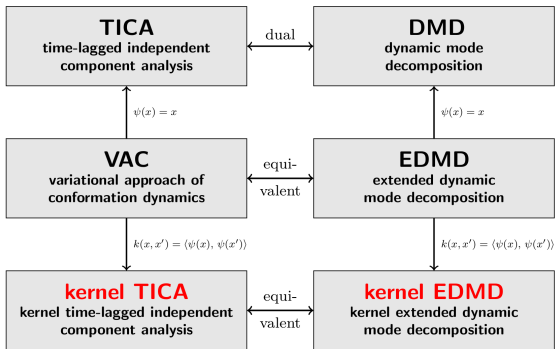 TICA
time-lagged independent
component analysis
dual
DMD
dynamic mode
decomposition
ψ(x) = x
ψ(x) = x
VAC
variational approach of
conformation dynamics
equi-
valent
EDMD
extended dynamic
mode decomposition
k(x, x′) = ⟨ψ(x), ψ(x′)⟩
k(x, x′) = ⟨ψ(x), ψ(x′)⟩
kernel TICA
kernel time-lagged independent
component analysis
equi-
valent
kernel EDMD
kernel extended dynamic
mode decomposition